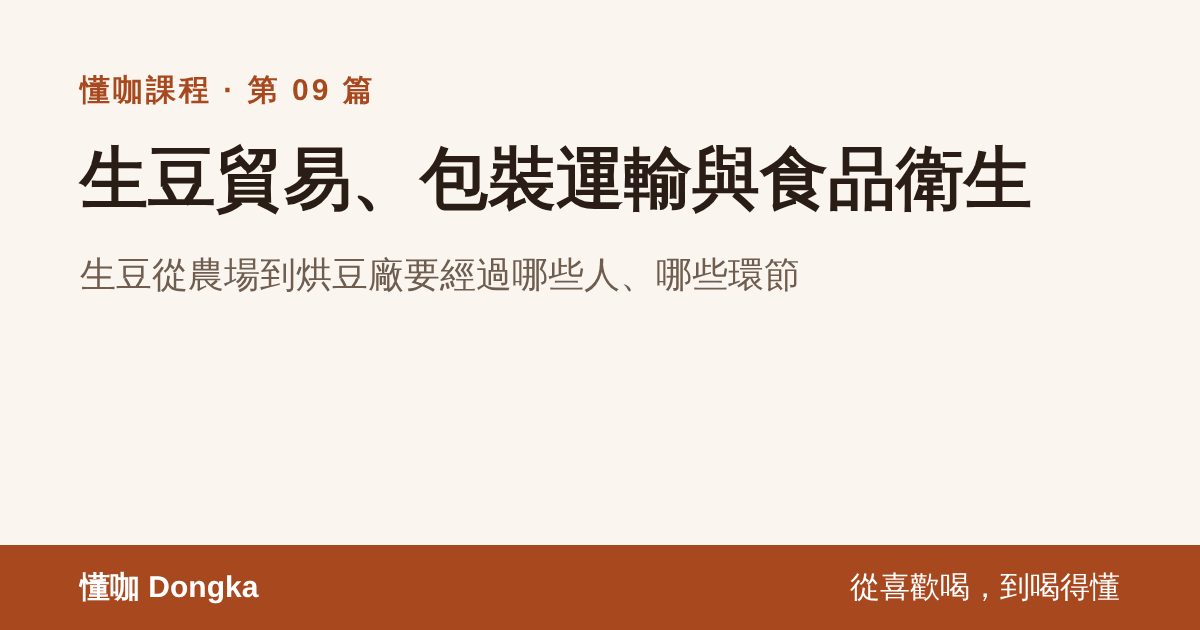 懂咖課程 · 第 09 篇
生豆貿易、包裝運輸與食品衛生
生豆從農場到烘豆廠要經過哪些人、哪些環節
懂咖 Dongka
從喜歡喝，到喝得懂